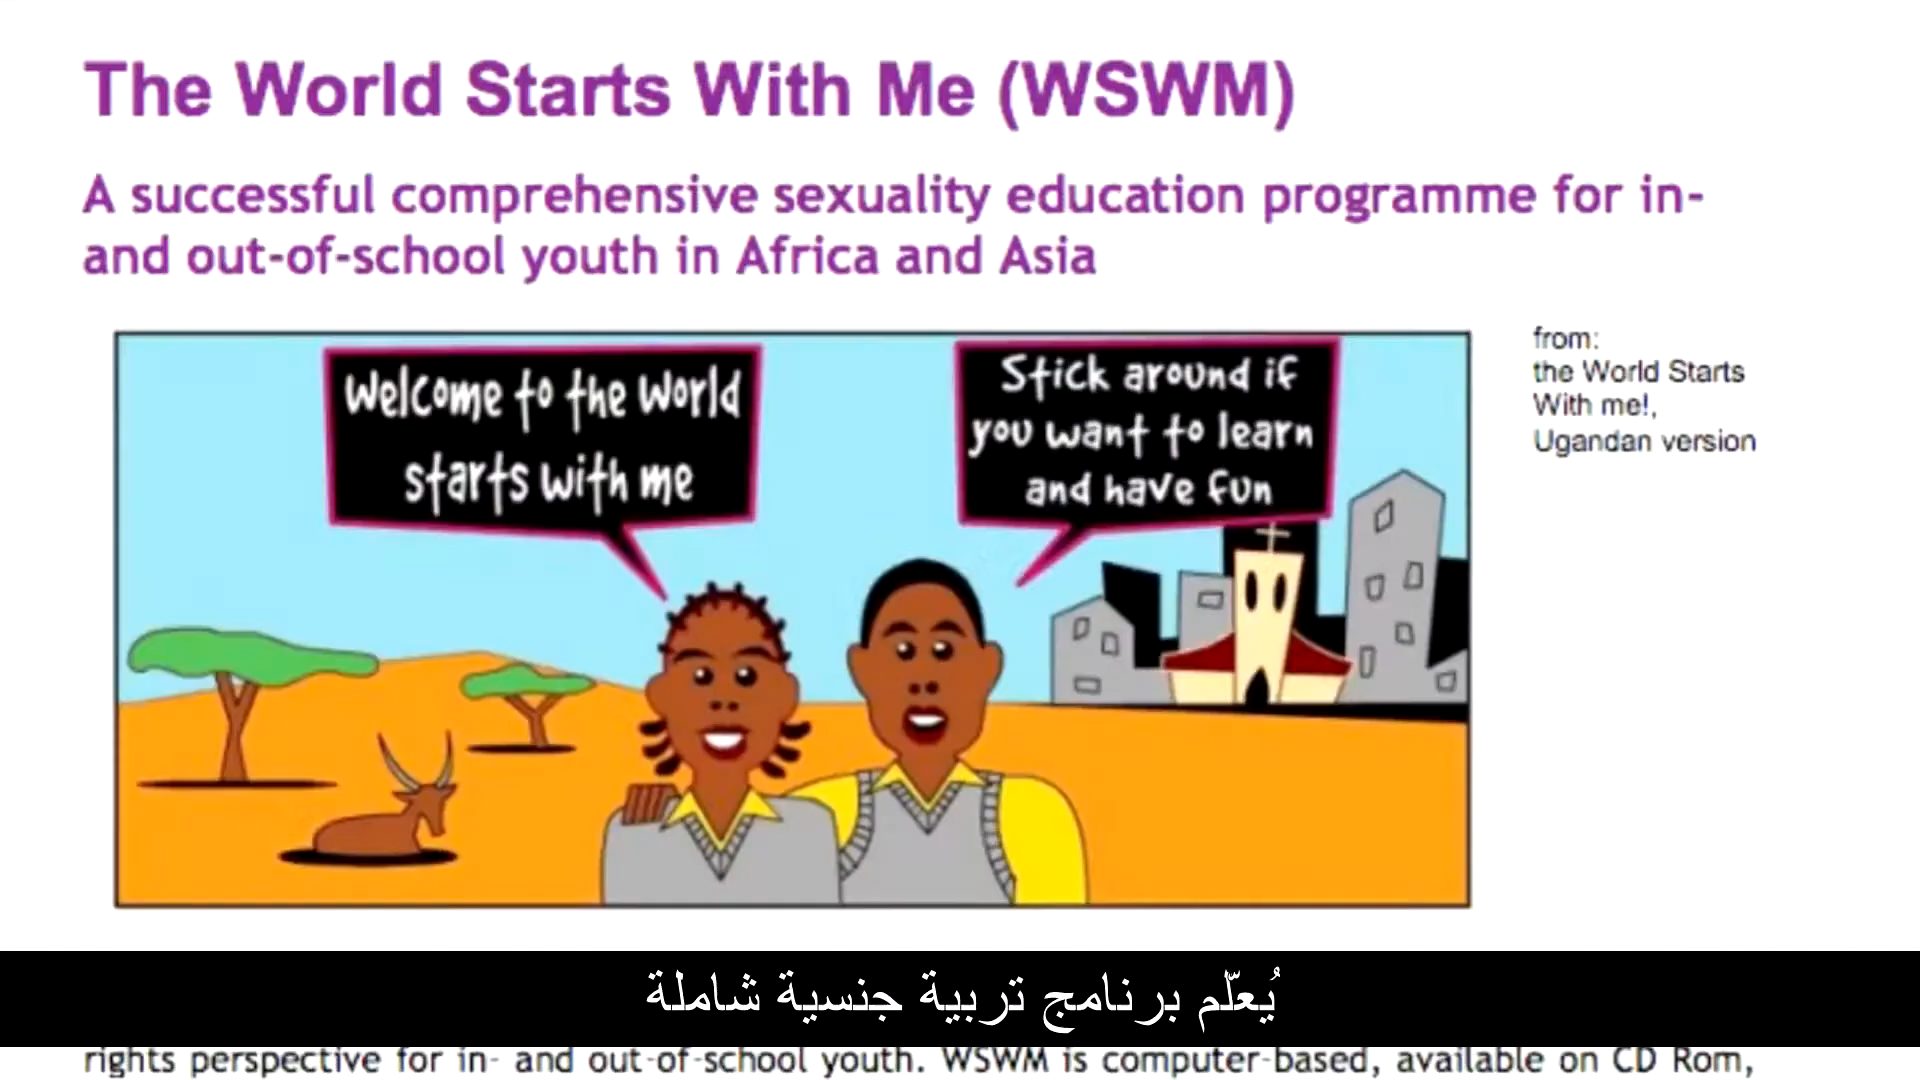 The World Starts With Me (WSWM)
A successful comprehensive sexuality education programme for in-
and out-of-school youth in Africa and Asia
Welcome to the World
starts with me
Stick around if
you want to learn
and have fun
from:
the World Starts
With me!,
Ugandan version
يُعلّم برنامج تربية جنسية شاملة
rights perspective for in- and out-of-school youth. WSWM is computer-based, available on CD Rom,